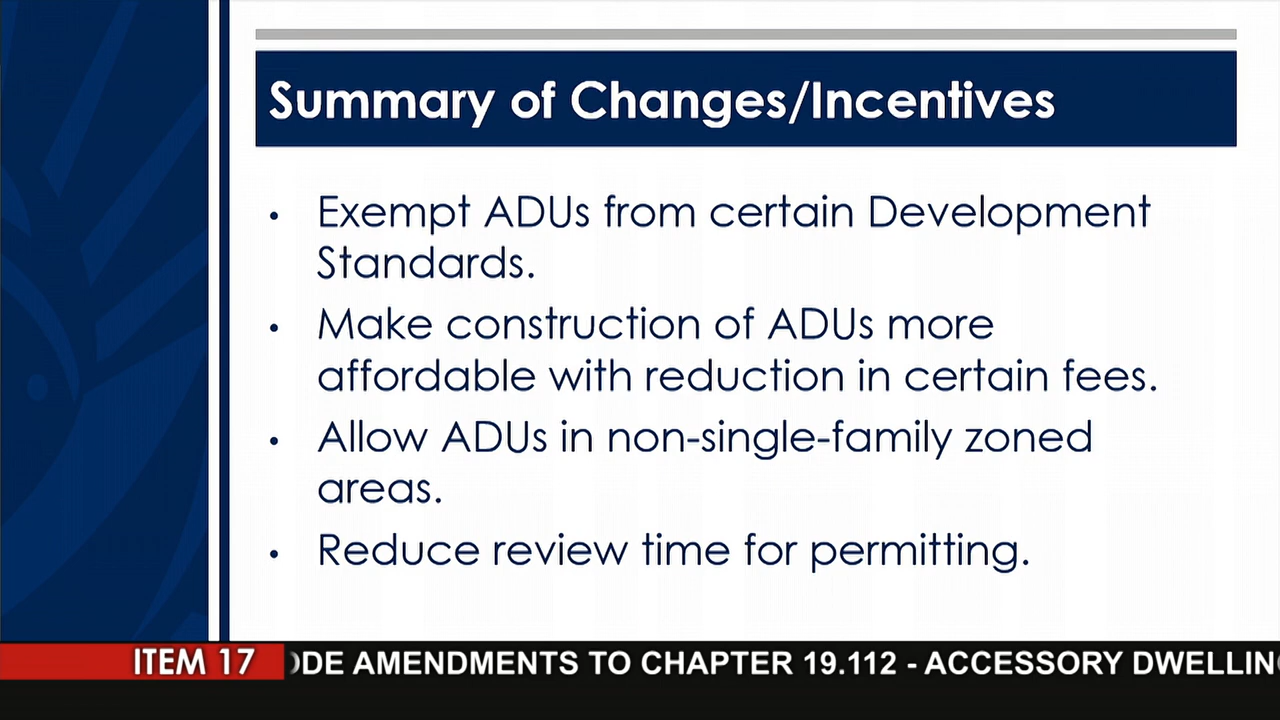 Summary of Changes/Incentives
• Exempt ADUs from certain Development
Standards.
• Make construction of ADUs more
affordable with reduction in certain fees.
• Allow ADUs in non-single-family zoned
areas.
• Reduce review time for permitting.
ITEM 17
AMENDMENTS TO CHAPTER 19.112 - ACCESSORY